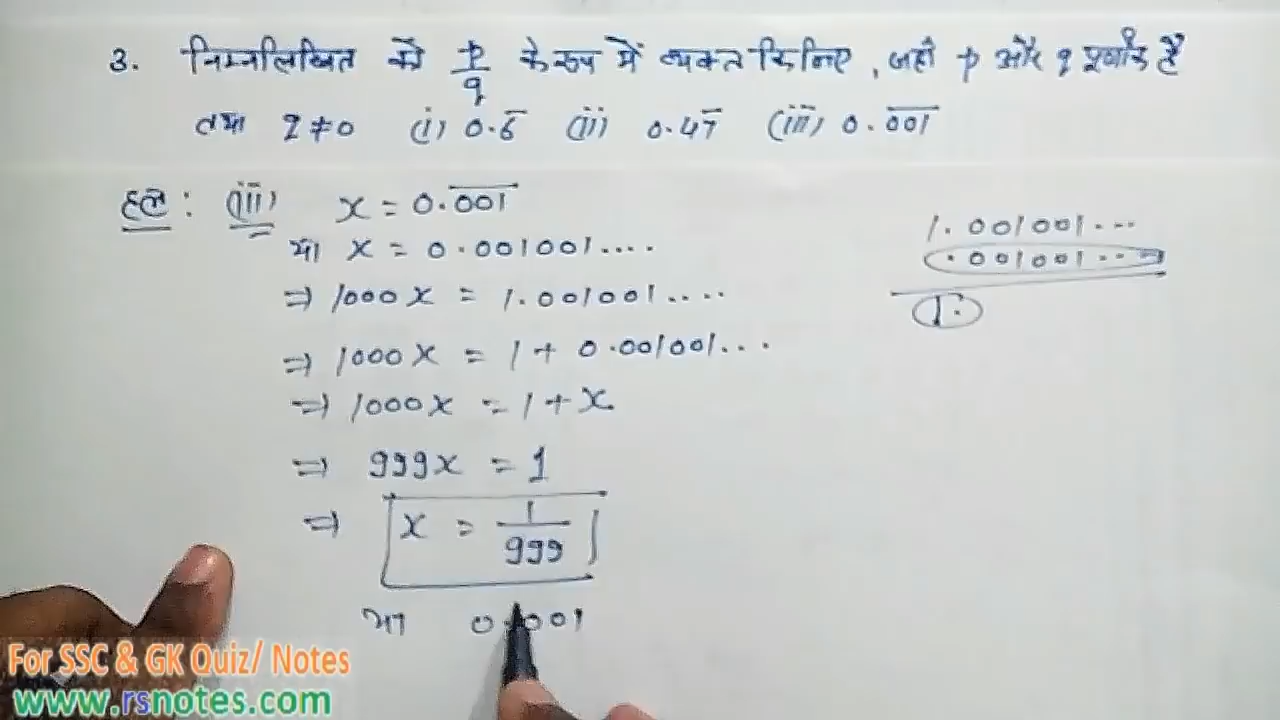 3. निम्नलिखित को p/q के रूप में व्यक्त किजिए, जहाँ p और q पूर्णांक हैं
तथा q ≠ 0 (i) 0.6̅ (ii) 0.47̅ (iii) 0.0̅0̅1̅
हल : (iii) x = 0.0̅0̅1̅
या x = 0.001001....
⇒ 1000x = 1.001001....
⇒ 1000x = 1 + 0.001001...
⇒ 1000x = 1 + x
⇒ 999x = 1
⇒ x = 1/999
या 0.001
1.001001...
.001001...
1.
For SSC & GK Quiz/ Notes
www.rsnotes.com